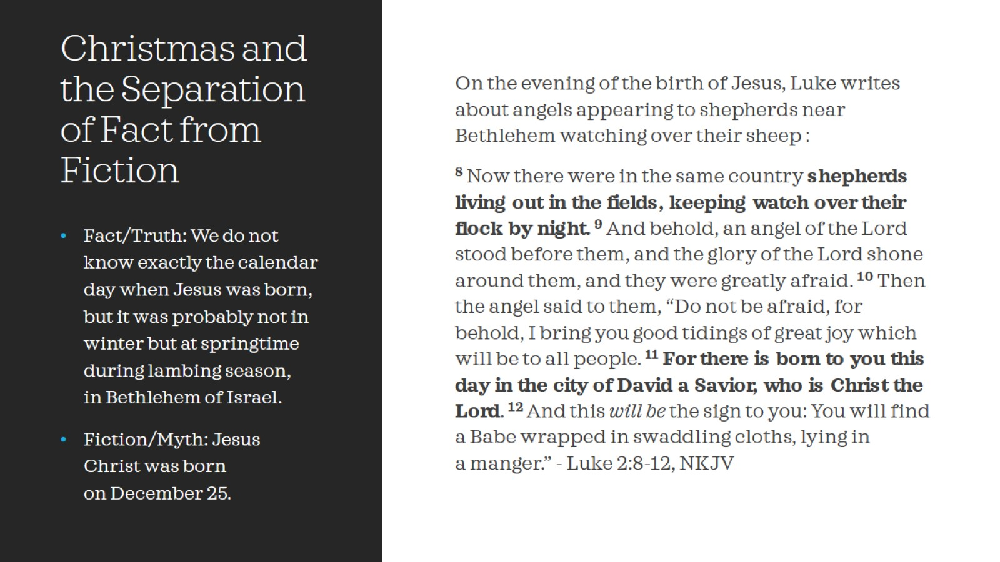 Christmas and
the Separation
of Fact from
Fiction
• Fact/Truth: We do not
know exactly the calendar
day when Jesus was born,
but it was probably not in
winter but at springtime
during lambing season,
in Bethlehem of Israel.
• Fiction/Myth: Jesus
Christ was born
on December 25.
On the evening of the birth of Jesus, Luke writes
about angels appearing to shepherds near
Bethlehem watching over their sheep :
8 Now there were in the same country shepherds
living out in the fields, keeping watch over their
flock by night. 9 And behold, an angel of the Lord
stood before them, and the glory of the Lord shone
around them, and they were greatly afraid. 10 Then
the angel said to them, “Do not be afraid, for
behold, I bring you good tidings of great joy which
will be to all people. 11 For there is born to you this
day in the city of David a Savior, who is Christ the
Lord. 12 And this will be the sign to you: You will find
a Babe wrapped in swaddling cloths, lying in
a manger.” - Luke 2:8-12, NKJV